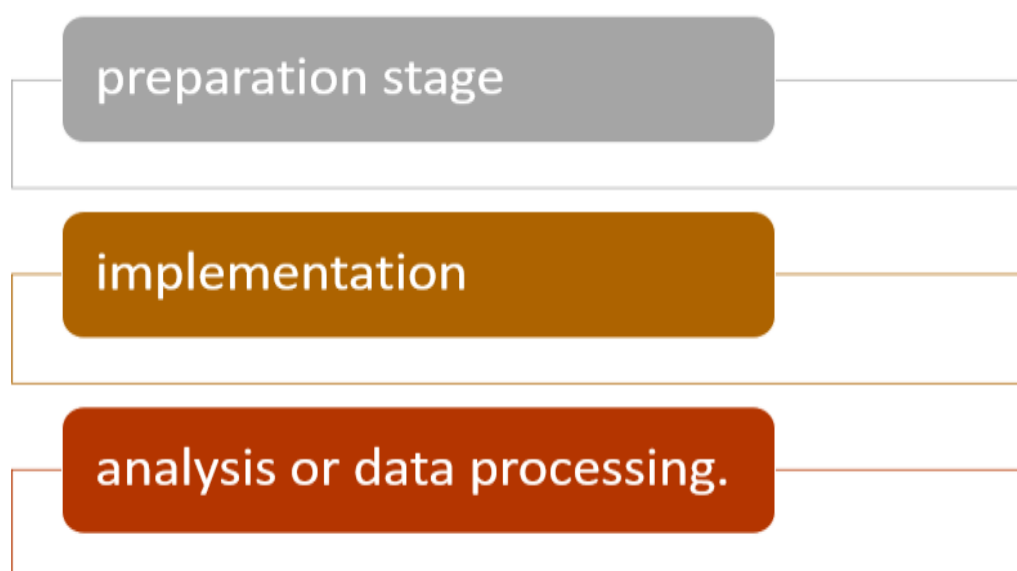 preparation stage
implementation
analysis or data processing.